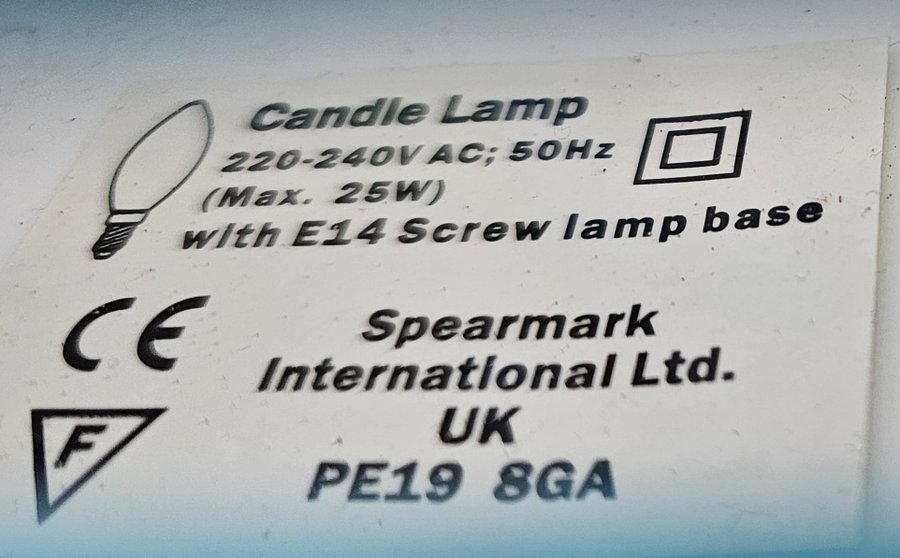 Candle Lamp
220-240V AC; 50Hz
(Max. 25W)
with E14 Screw lamp base
CE
Spearmark
International Ltd.
UK
F
PE19 8GA